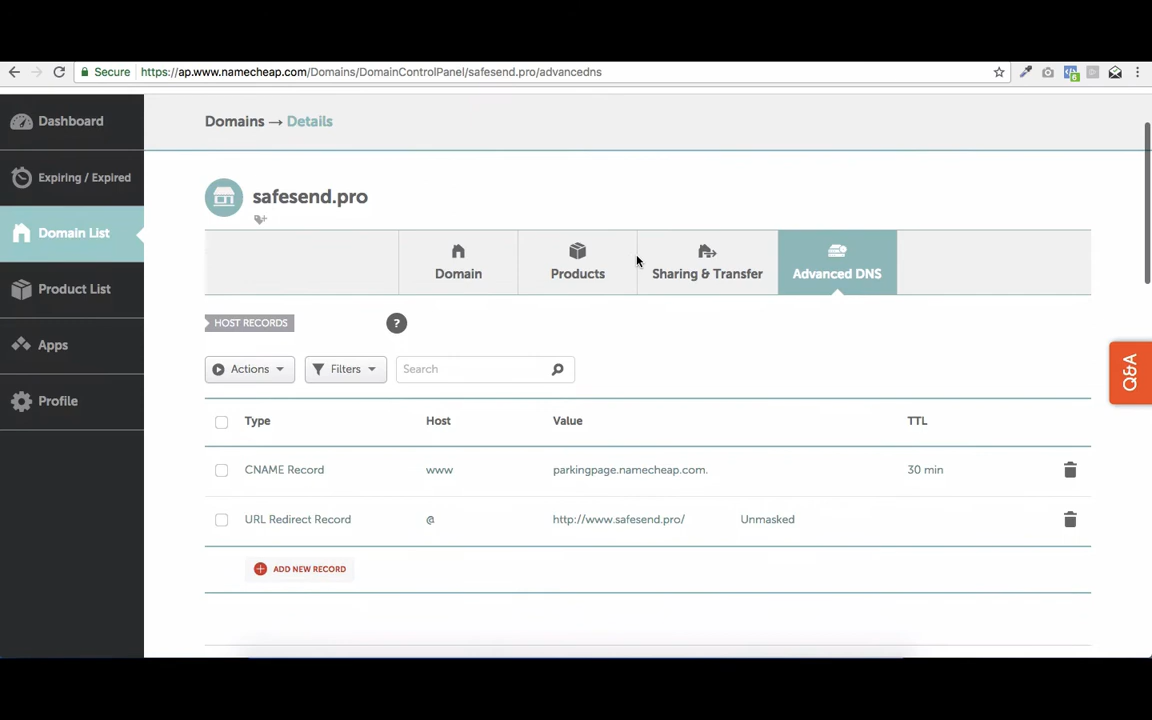 Secure https://ap.www.namecheap.com/Domains/DomainControlPanel/safesend.pro/advancedns
Dashboard
Expiring / Expired
Domain List
Product List
Apps
Profile
Domains → Details
safesend.pro
Domain Products Sharing & Transfer Advanced DNS
HOST RECORDS ?
Actions Filters Search
Type Host Value TTL
CNAME Record www parkingpage.namecheap.com. 30 min
URL Redirect Record @ http://www.safesend.pro/ Unmasked
ADD NEW RECORD
Q&A